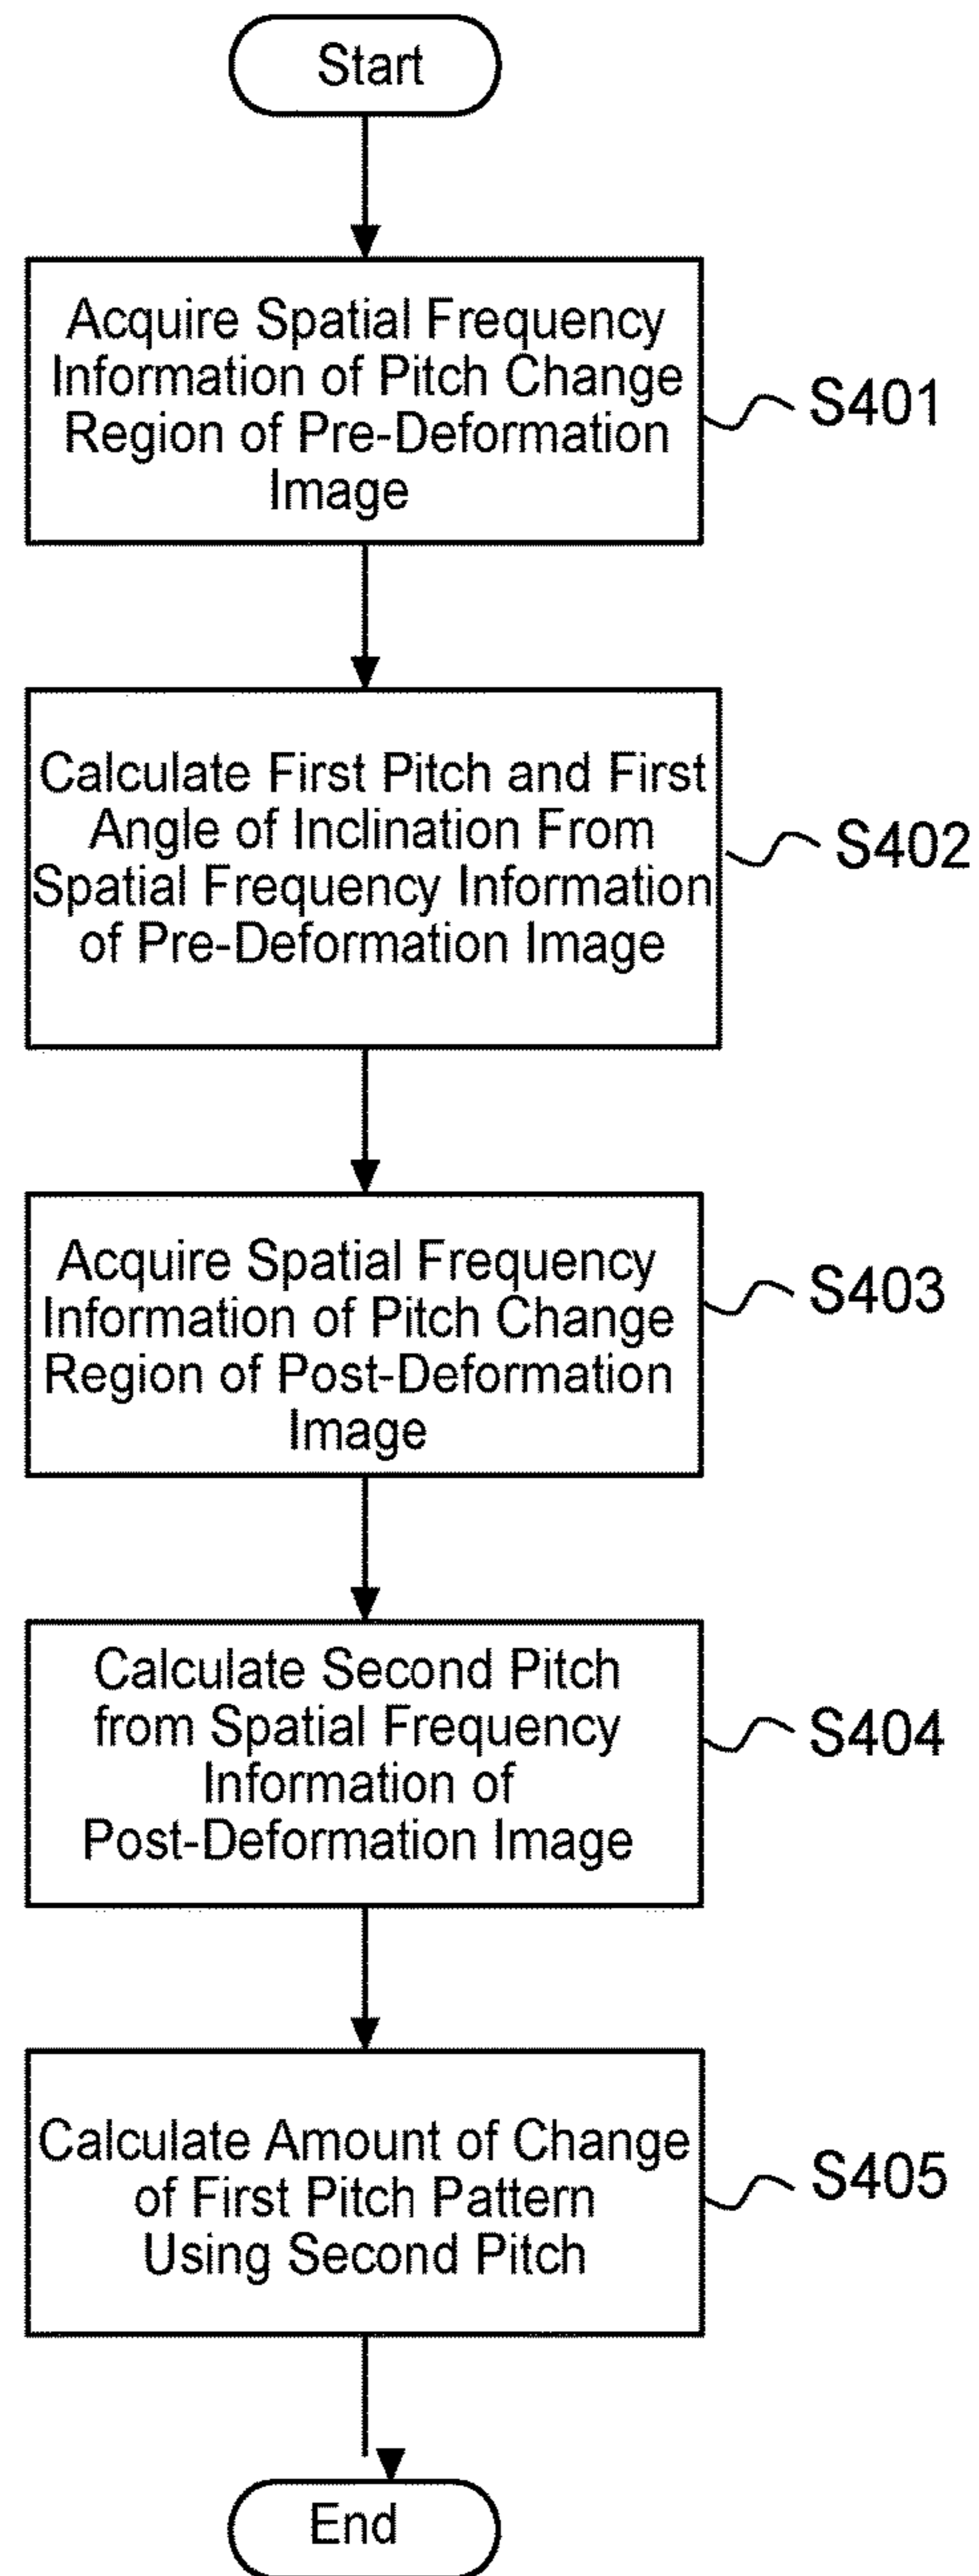 Start
Acquire Spatial Frequency
Information of Pitch Change
Region of Pre-Deformation
Image
S401
Calculate First Pitch and First
Angle of Inclination From
Spatial Frequency Information
of Pre-Deformation Image
S402
Acquire Spatial Frequency
Information of Pitch Change
Region of Post-Deformation
Image
S403
Calculate Second Pitch
from Spatial Frequency
Information of
Post-Deformation Image
S404
Calculate Amount of Change
of First Pitch Pattern
Using Second Pitch
S405
End